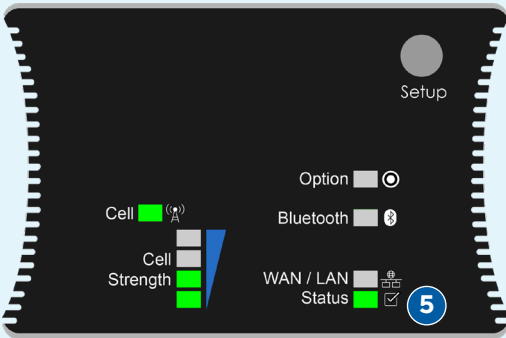 Setup
Option
Bluetooth
Cell
Cell
Strength
WAN / LAN
Status
5